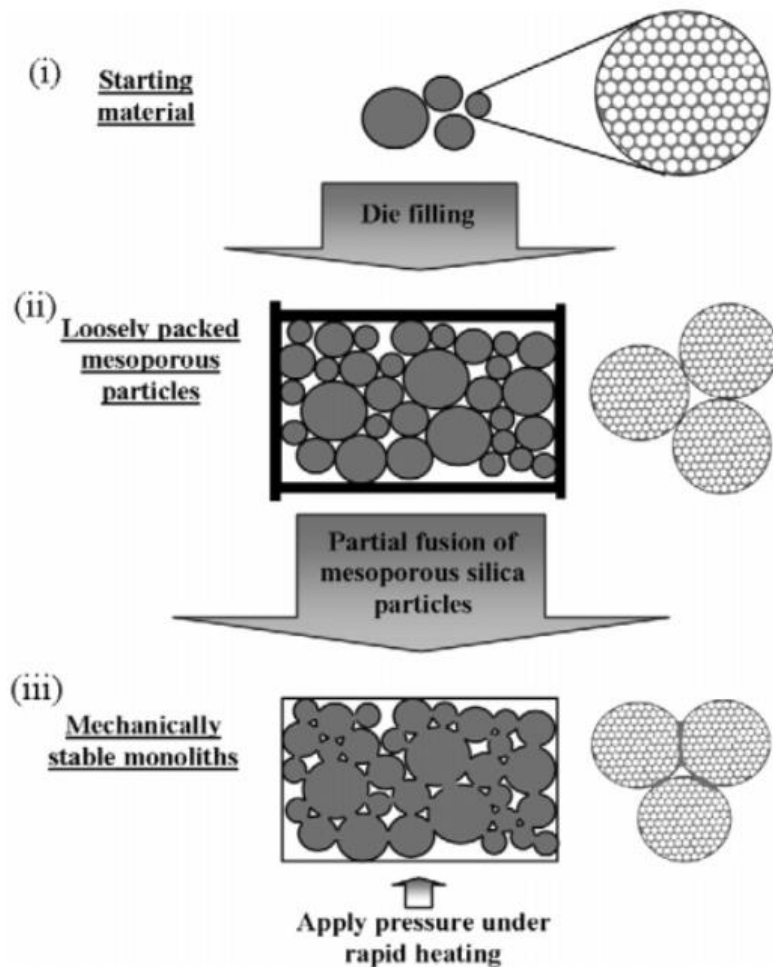 (i)
Starting
material
Die filling
(ii)
Loosely packed
mesoporous
particles
Partial fusion of
mesoporous silica
particles
(iii)
Mechanically
stable monoliths
Apply pressure under
rapid heating